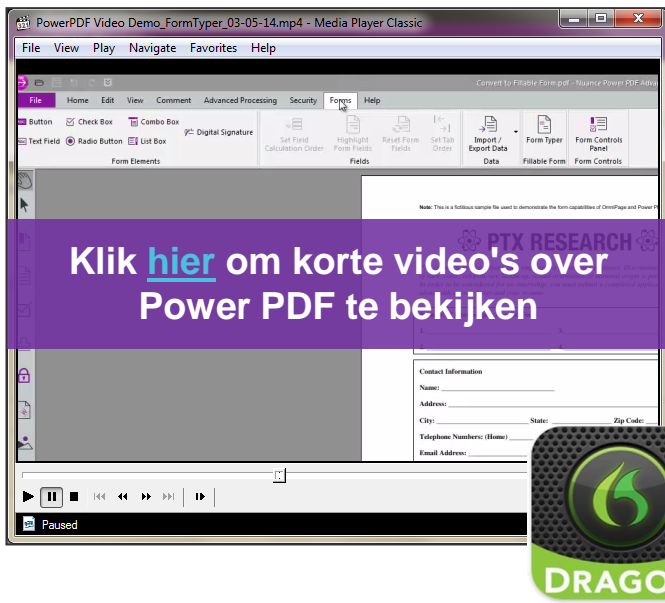 PowerPDF Video Demo_FormTyper_03-05-14.mp4 - Media Player Classic
File View Play Navigate Favorites Help
Convert to Fillable Form.pdf - Nuance Power PDF Adva
File Home Edit View Comment Advanced Processing Security Forms Help
Button Check Box Combo Box
Text Field Radio Button List Box
Digital Signature
Set Field Calculation Order
Highlight Form Fields
Reset Form Fields
Set Tab Order
Import / Export Data
Form Typer
Form Controls Panel
Form Elements Fields Data Fillable Form Form Controls
Note: This is a fictitious sample file used to demonstrate the form capabilities of OmniPage and Power P
PTX RESEARCH
Klik hier om korte video's over
Power PDF te bekijken
Contact Information
Name:
Address:
City: State: Zip Code:
Telephone Numbers: (Home)
Email Address:
Paused
DRAGO